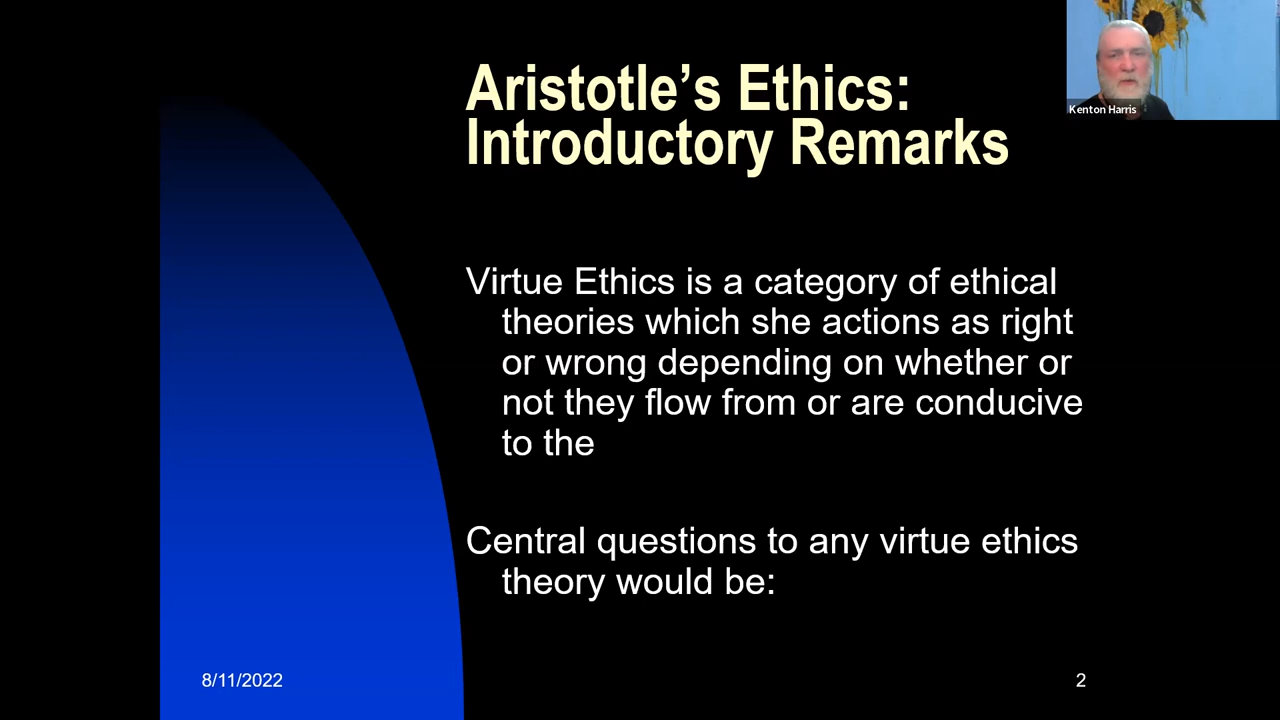 Aristotle’s Ethics:
Introductory Remarks
Kenton Harris
Virtue Ethics is a category of ethical
theories which she actions as right
or wrong depending on whether or
not they flow from or are conducive
to the
Central questions to any virtue ethics
theory would be:
8/11/2022
2